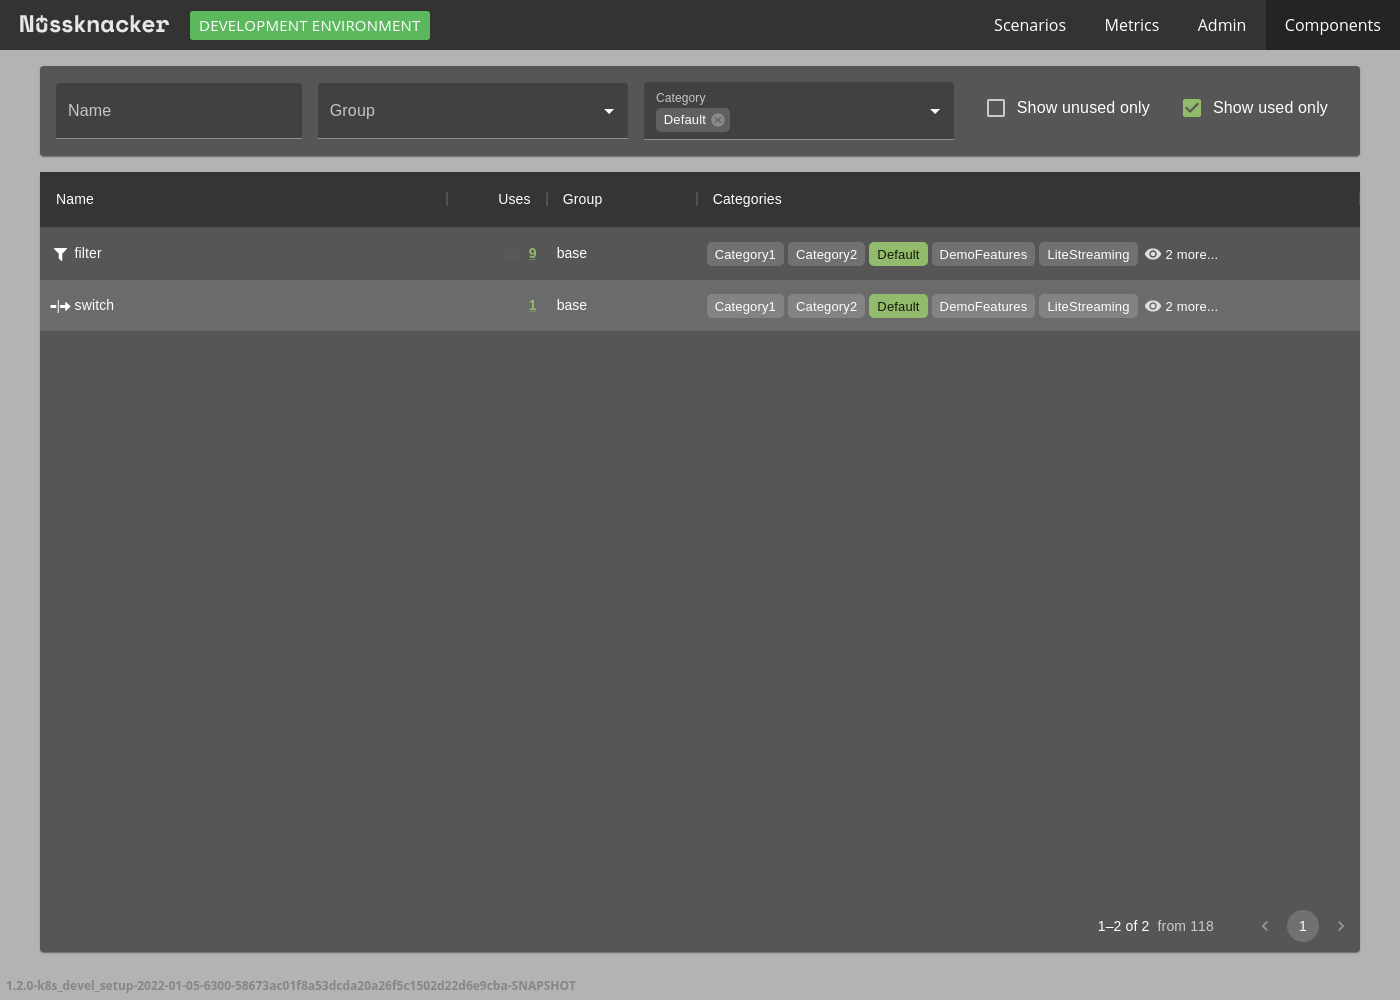 Nussknacker DEVELOPMENT ENVIRONMENT Scenarios Metrics Admin Components
Name Group Category Default Show unused only Show used only
Name Uses Group Categories
filter 9 base Category1 Category2 Default DemoFeatures LiteStreaming 2 more...
switch 1 base Category1 Category2 Default DemoFeatures LiteStreaming 2 more...
1–2 of 2 from 118 1
1.2.0-k8s_devel_setup-2022-01-05-6300-58673ac01f8a53dcda20a26f5c1502d22d6e9cba-SNAPSHOT